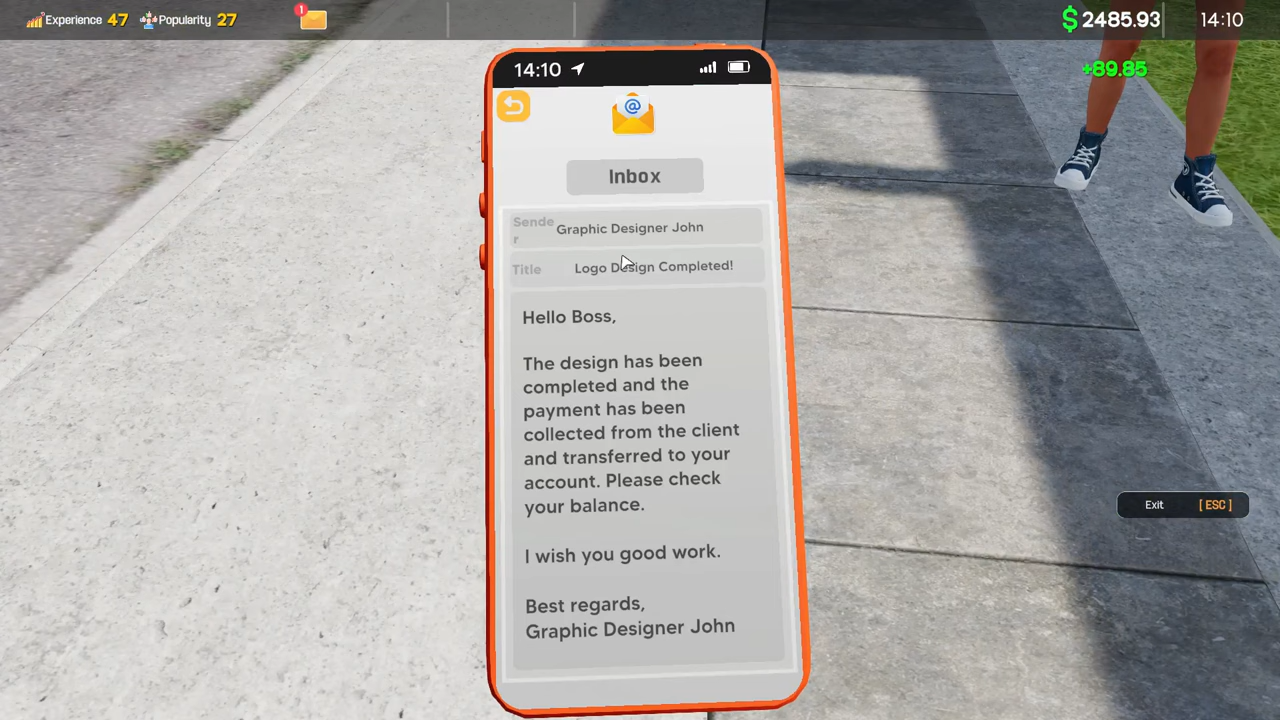 Experience 47 Popularity 27 1 $ 2485.93 14:10
+89.85
14:10
@
Inbox
Sender Graphic Designer John
Title Logo Design Completed!
Hello Boss,
The design has been
completed and the
payment has been
collected from the client
and transferred to your
account. Please check
your balance.
I wish you good work.
Best regards,
Graphic Designer John
Exit [ESC]